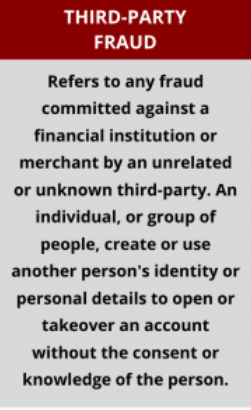 THIRD-PARTY
FRAUD
Refers to any fraud
committed against a
financial institution or
merchant by an unrelated
or unknown third-party. An
individual, or group of
people, create or use
another person's identity or
personal details to open or
takeover an account
without the consent or
knowledge of the person.